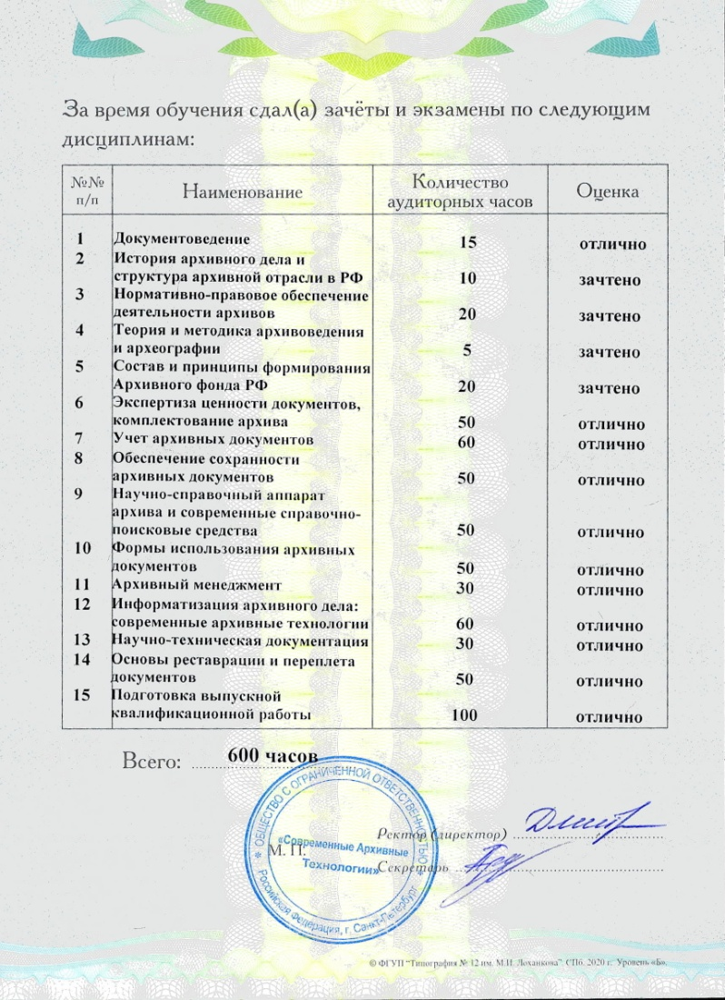 За время обучения сдал(а) зачёты и экзамены по следующим
дисциплинам:
№№
п/п
Наименование
Количество
аудиторных часов
Оценка
1 Документоведение 15 отлично
2 История архивного дела и
структура архивной отрасли в РФ 10 зачтено
3 Нормативно-правовое обеспечение
деятельности архивов 20 зачтено
4 Теория и методика архивоведения
и археографии 5 зачтено
5 Состав и принципы формирования
Архивного фонда РФ 20 зачтено
6 Экспертиза ценности документов,
комплектование архива 50 отлично
7 Учет архивных документов 60 отлично
8 Обеспечение сохранности
архивных документов 50 отлично
9 Научно-справочный аппарат
архива и современные справочно-
поисковые средства 50 отлично
10 Формы использования архивных
документов 50 отлично
11 Архивный менеджмент 30 отлично
12 Информатизация архивного дела:
современные архивные технологии 60 отлично
13 Научно-техническая документация 30 отлично
14 Основы реставрации и переплета
документов 50 отлично
15 Подготовка выпускной
квалификационной работы 100 отлично
Всего: 600 часов
* ОБЩЕСТВО С ОГРАНИЧЕННОЙ ОТВЕТСТВЕННОСТЬЮ *
«Современные Архивные
Технологии»
Российская Федерация, г. Санкт-Петербург
М. П.
Ректор (директор)
Секретарь
© ФГУП "Типография № 12 им. М.И. Лоханкова". СПб. 2020 г. Уровень «Б».